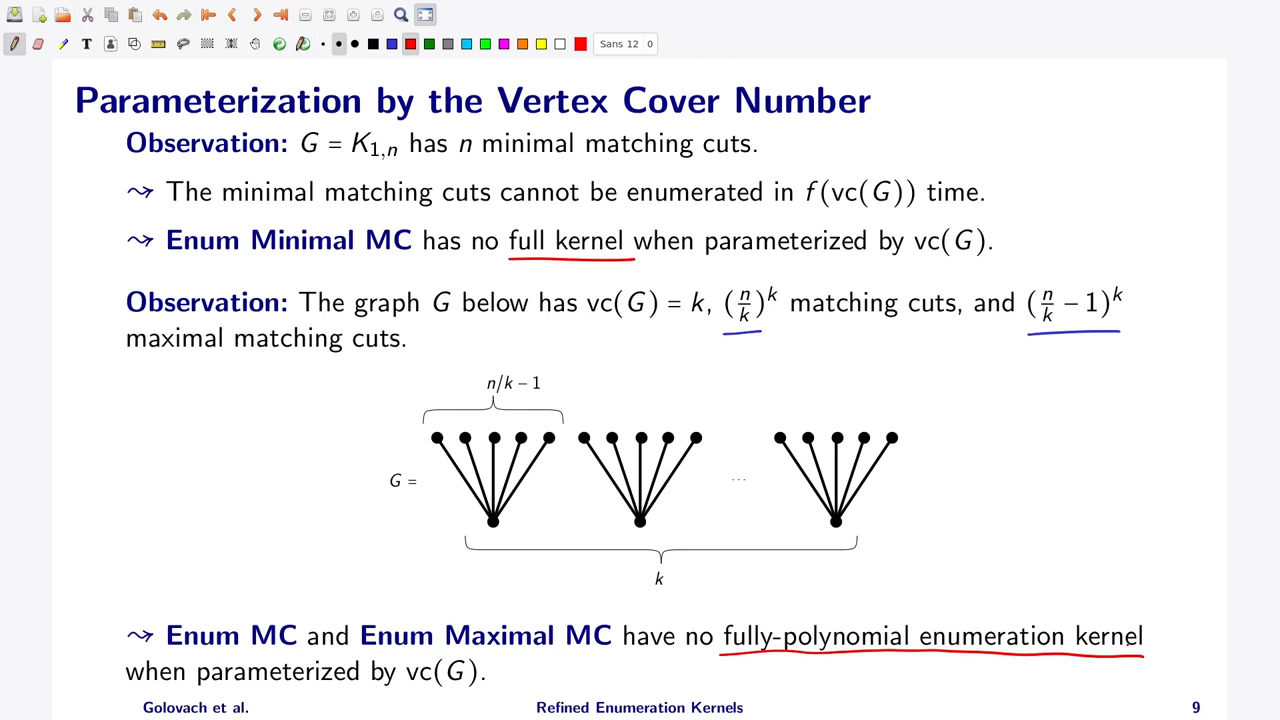 T
Sans 12 0
Parameterization by the Vertex Cover Number
Observation: G = K₁,ₙ has n minimal matching cuts.
⇝ The minimal matching cuts cannot be enumerated in f(vc(G)) time.
⇝ Enum Minimal MC has no full kernel when parameterized by vc(G).
Observation: The graph G below has vc(G) = k, (n/k)^k matching cuts, and (n/k − 1)^k
maximal matching cuts.
n/k − 1
G =
...
k
⇝ Enum MC and Enum Maximal MC have no fully-polynomial enumeration kernel
when parameterized by vc(G).
Golovach et al. Refined Enumeration Kernels 9